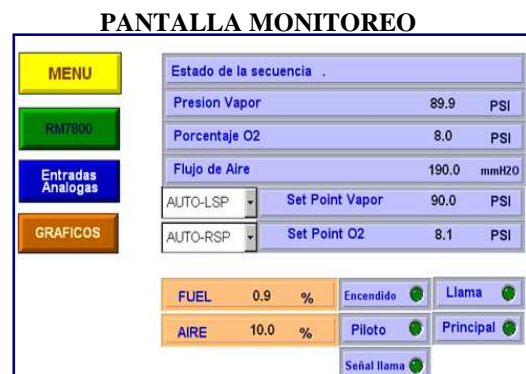 PANTALLA MONITOREO
MENU
RM7800
Entradas
Analogas
GRAFICOS
Estado de la secuencia .
Presion Vapor 89.9 PSI
Porcentaje O2 8.0 PSI
Flujo de Aire 190.0 mmH20
AUTO-LSP Set Point Vapor 90.0 PSI
AUTO-RSP Set Point O2 8.1 PSI
FUEL 0.9 %
AIRE 10.0 %
Encendido Llama
Piloto Principal
Señal llama